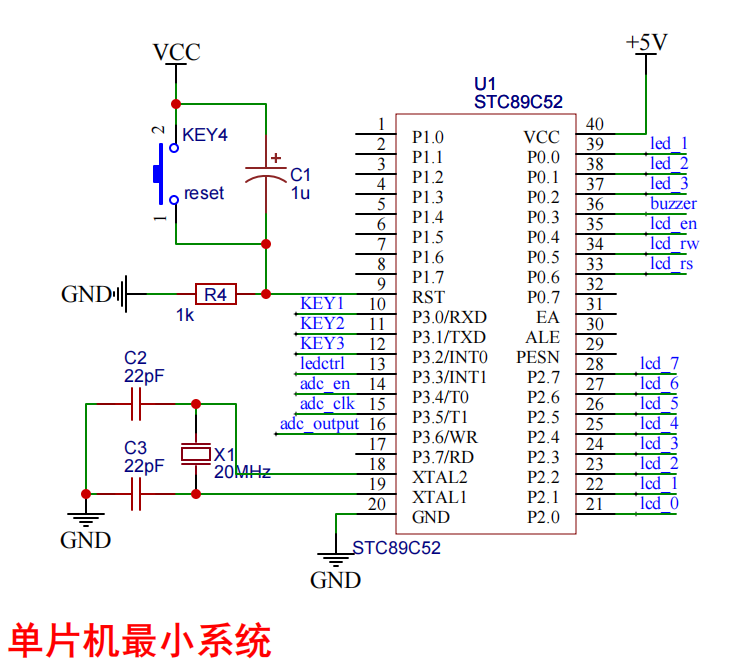 VCC
+5V
U1
STC89C52
2
KEY4
reset
1
C1
1u
GND
R4
1k
1
2
3
4
5
6
7
8
9
10
11
12
13
14
15
16
17
18
19
20
KEY1
KEY2
KEY3
ledctrl
adc_en
adc_clk
adc_output
P1.0
P1.1
P1.2
P1.3
P1.4
P1.5
P1.6
P1.7
RST
P3.0/RXD
P3.1/TXD
P3.2/INT0
P3.3/INT1
P3.4/T0
P3.5/T1
P3.6/WR
P3.7/RD
XTAL2
XTAL1
GND
VCC
P0.0
P0.1
P0.2
P0.3
P0.4
P0.5
P0.6
P0.7
EA
ALE
PESN
P2.7
P2.6
P2.5
P2.4
P2.3
P2.2
P2.1
P2.0
40
39
38
37
36
35
34
33
32
31
30
29
28
27
26
25
24
23
22
21
led_1
led_2
led_3
buzzer
lcd_en
lcd_rw
lcd_rs
lcd_7
lcd_6
lcd_5
lcd_4
lcd_3
lcd_2
lcd_1
lcd_0
C2
22pF
C3
22pF
X1
20MHz
GND
GND
STC89C52
单片机最小系统